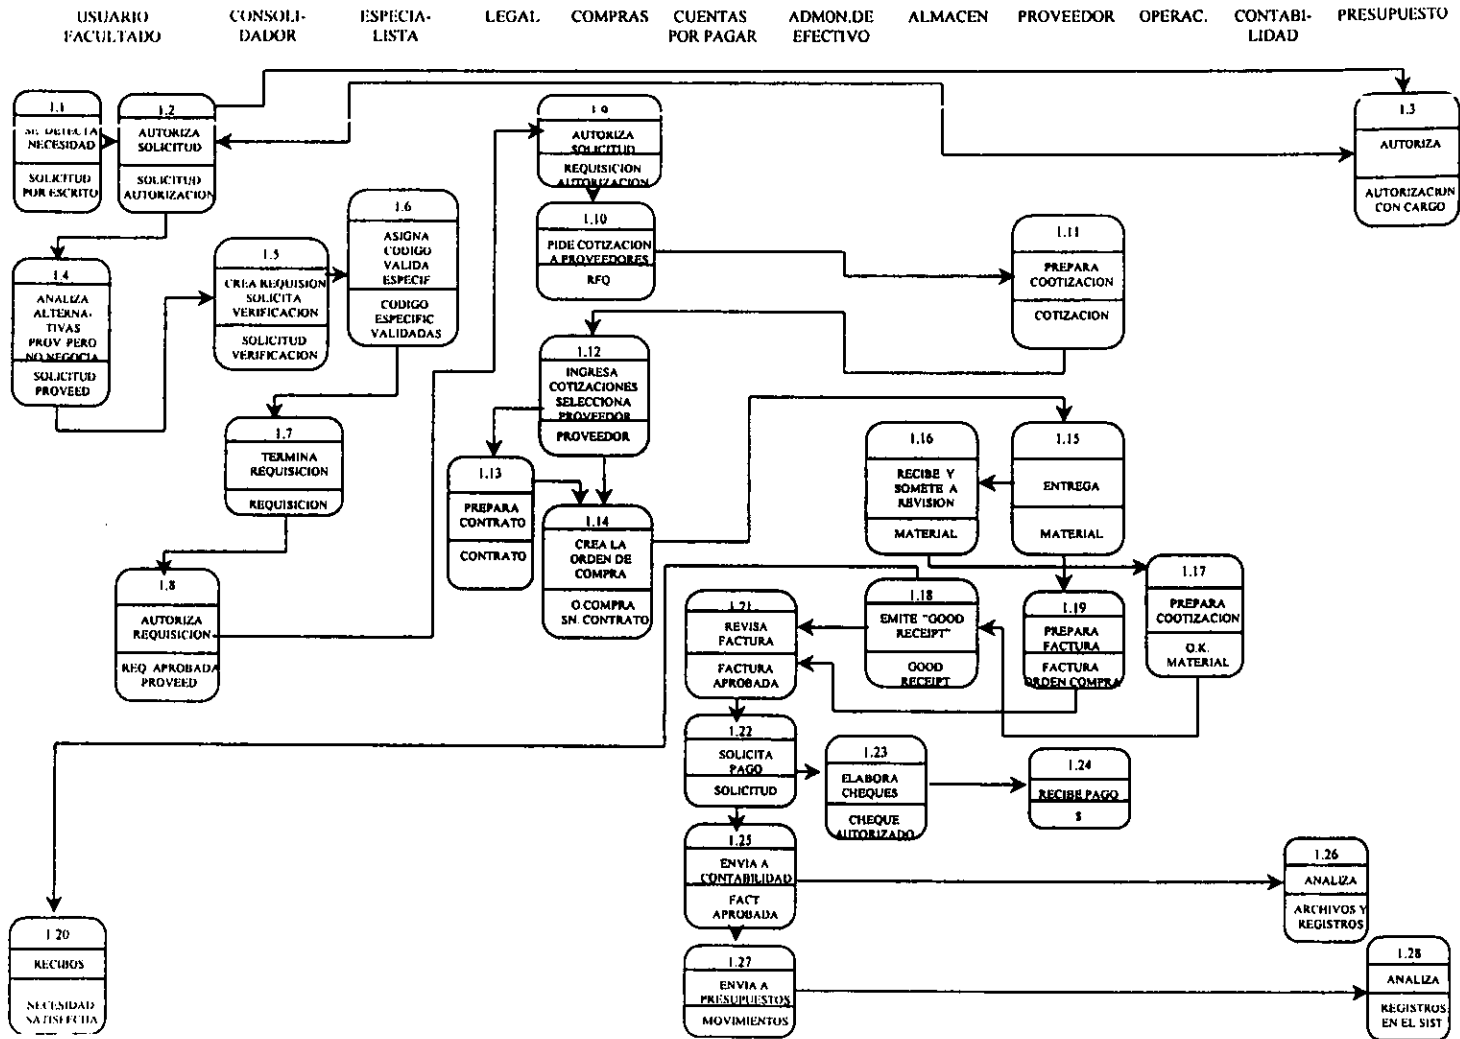 USUARIO
FACULTADO
CONSOLI-
DADOR
ESPECIA-
LISTA
LEGAL
COMPRAS
CUENTAS
POR PAGAR
ADMON.DE
EFECTIVO
ALMACEN
PROVEEDOR
OPERAC.
CONTABI-
LIDAD
PRESUPUESTO
1.1
SE DETECTA
NECESIDAD
SOLICITUD
POR ESCRITO
1.2
AUTORIZA
SOLICITUD
SOLICITUD
AUTORIZACION
1.3
AUTORIZA
AUTORIZACION
CON CARGO
1.4
ANALIZA
ALTERNA-
TIVAS
PROV PERO
NO NEGOCIA
SOLICITUD
PROVEED
1.5
CREA REQUISION
SOLICITA
VERIFICACION
SOLICITUD
VERIFICACION
1.6
ASIGNA
CODIGO
VALIDA
ESPECIF
CODIGO
ESPECIFIC
VALIDADAS
1.7
TERMINA
REQUISICION
REQUISICION
1.8
AUTORIZA
REQUISICION
REQ APROBADA
PROVEED
1.9
AUTORIZA
SOLICITUD
REQUISICION
AUTORIZACION
1.10
PIDE COTIZACION
A PROVEEDORES
RFQ
1.11
PREPARA
COOTIZACION
COTIZACION
1.12
INGRESA
COTIZACIONES
SELECCIONA
PROVEEDOR
PROVEEDOR
1.13
PREPARA
CONTRATO
CONTRATO
1.14
CREA LA
ORDEN DE
COMPRA
O.COMPRA
SN. CONTRATO
1.15
ENTREGA
MATERIAL
1.16
RECIBE Y
SOMETE A
REVISION
MATERIAL
1.17
PREPARA
COOTIZACION
O.K.
MATERIAL
1.18
EMITE "GOOD
RECEIPT"
GOOD
RECEIPT
1.19
PREPARA
FACTURA
FACTURA
ORDEN COMPRA
1.20
RECIBOS
NECESIDAD
SATISFECHA
1.21
REVISA
FACTURA
FACTURA
APROBADA
1.22
SOLICITA
PAGO
SOLICITUD
1.23
ELABORA
CHEQUES
CHEQUE
AUTORIZADO
1.24
RECIBE PAGO
$
1.25
ENVIA A
CONTABILIDAD
FACT
APROBADA
1.26
ANALIZA
ARCHIVOS Y
REGISTROS
1.27
ENVIA A
PRESUPUESTOS
MOVIMIENTOS
1.28
ANALIZA
REGISTROS
EN EL SIST